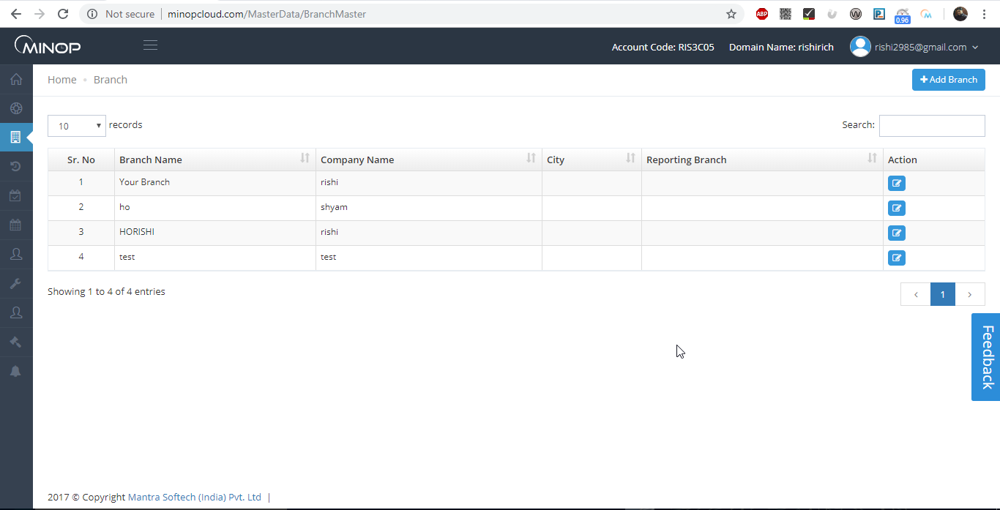 Not secure minopcloud.com/MasterData/BranchMaster ABP 0.96
MINOP Account Code: RIS3C05 Domain Name: rishirich rishi2985@gmail.com
Home Branch + Add Branch
10 records Search:
Sr. No Branch Name Company Name City Reporting Branch Action
1 Your Branch rishi
2 ho shyam
3 HORISHI rishi
4 test test
Showing 1 to 4 of 4 entries < 1 >
Feedback
2017 © Copyright Mantra Softech (India) Pvt. Ltd |